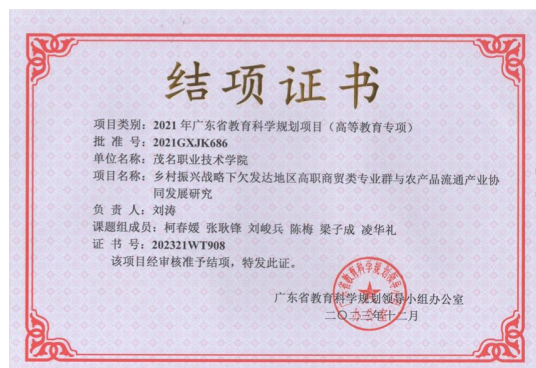 结项证书
项目类别：2021 年广东省教育科学规划项目（高等教育专项）
批 准 号：2021GXJK686
单位名称：茂名职业技术学院
项目名称：乡村振兴战略下欠发达地区高职商贸类专业群与农产品流通产业协
同发展研究
负 责 人：刘涛
课题组成员：柯春媛 张耿锋 刘峻兵 陈梅 梁子成 凌华礼
证 书 号：202321WT908
该项目经审核准予结项，特发此证。
广东省教育科学规划领导小组办公室
二〇二三年十二月